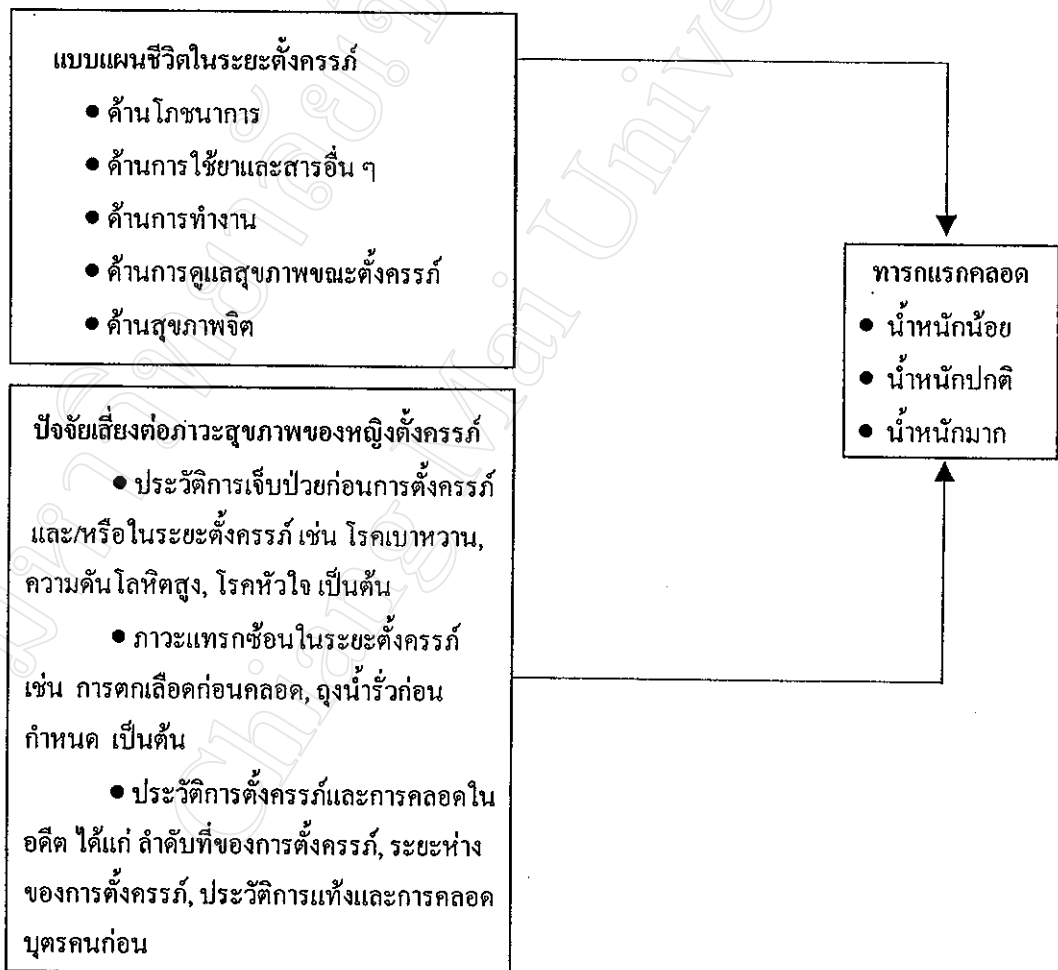 แบบแผนชีวิตในระยะตั้งครรภ์
● ด้านโภชนาการ
● ด้านการใช้ยาและสารอื่น ๆ
● ด้านการทำงาน
● ด้านการดูแลสุขภาพขณะตั้งครรภ์
● ด้านสุขภาพจิต
ปัจจัยเสี่ยงต่อภาวะสุขภาพของหญิงตั้งครรภ์
● ประวัติการเจ็บป่วยก่อนการตั้งครรภ์
และ/หรือในระยะตั้งครรภ์ เช่น โรคเบาหวาน,
ความดันโลหิตสูง, โรคหัวใจ เป็นต้น
● ภาวะแทรกซ้อนในระยะตั้งครรภ์
เช่น การตกเลือดก่อนคลอด, ถุงน้ำรั่วก่อน
กำหนด เป็นต้น
● ประวัติการตั้งครรภ์และการคลอดใน
อดีต ได้แก่ ลำดับที่ของการตั้งครรภ์, ระยะห่าง
ของการตั้งครรภ์, ประวัติการแท้งและการคลอด
บุตรคนก่อน
ทารกแรกคลอด
● น้ำหนักน้อย
● น้ำหนักปกติ
● น้ำหนักมาก
Chiang Mai Unive